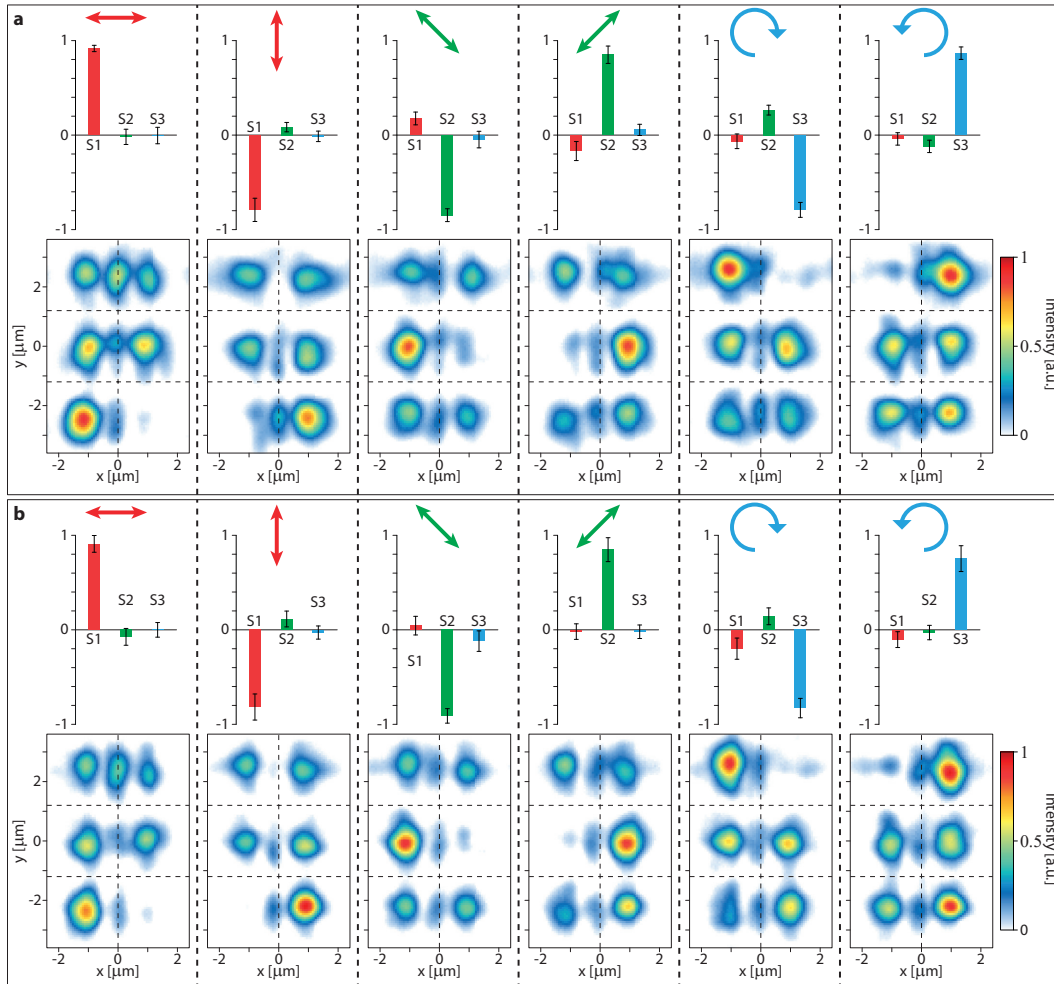 a
1 1 1 1 1 1
S2 S3 S1 S2 S3 S1 S3 S1 S2 S1 S2
0 0 0 0 0 0
S1 S2 S1 S2 S3 S3 S3
-1 -1 -1 -1 -1 -1
y [μm]
2
0
-2
1
0.5
0
Intensity [a.u.]
-2 0 2 -2 0 2 -2 0 2 -2 0 2 -2 0 2 -2 0 2
x [μm] x [μm] x [μm] x [μm] x [μm] x [μm]
b
1 1 1 1 1 1
S2 S3 S1 S3 S2 S3 S1 S3 S1 S2 S3 S1 S2
0 0 0 0 0 0
S1 S2 S1 S2 S3
-1 -1 -1 -1 -1 -1
y [μm]
2
0
-2
1
0.5
0
Intensity [a.u.]
-2 0 2 -2 0 2 -2 0 2 -2 0 2 -2 0 2 -2 0 2
x [μm] x [μm] x [μm] x [μm] x [μm] x [μm]